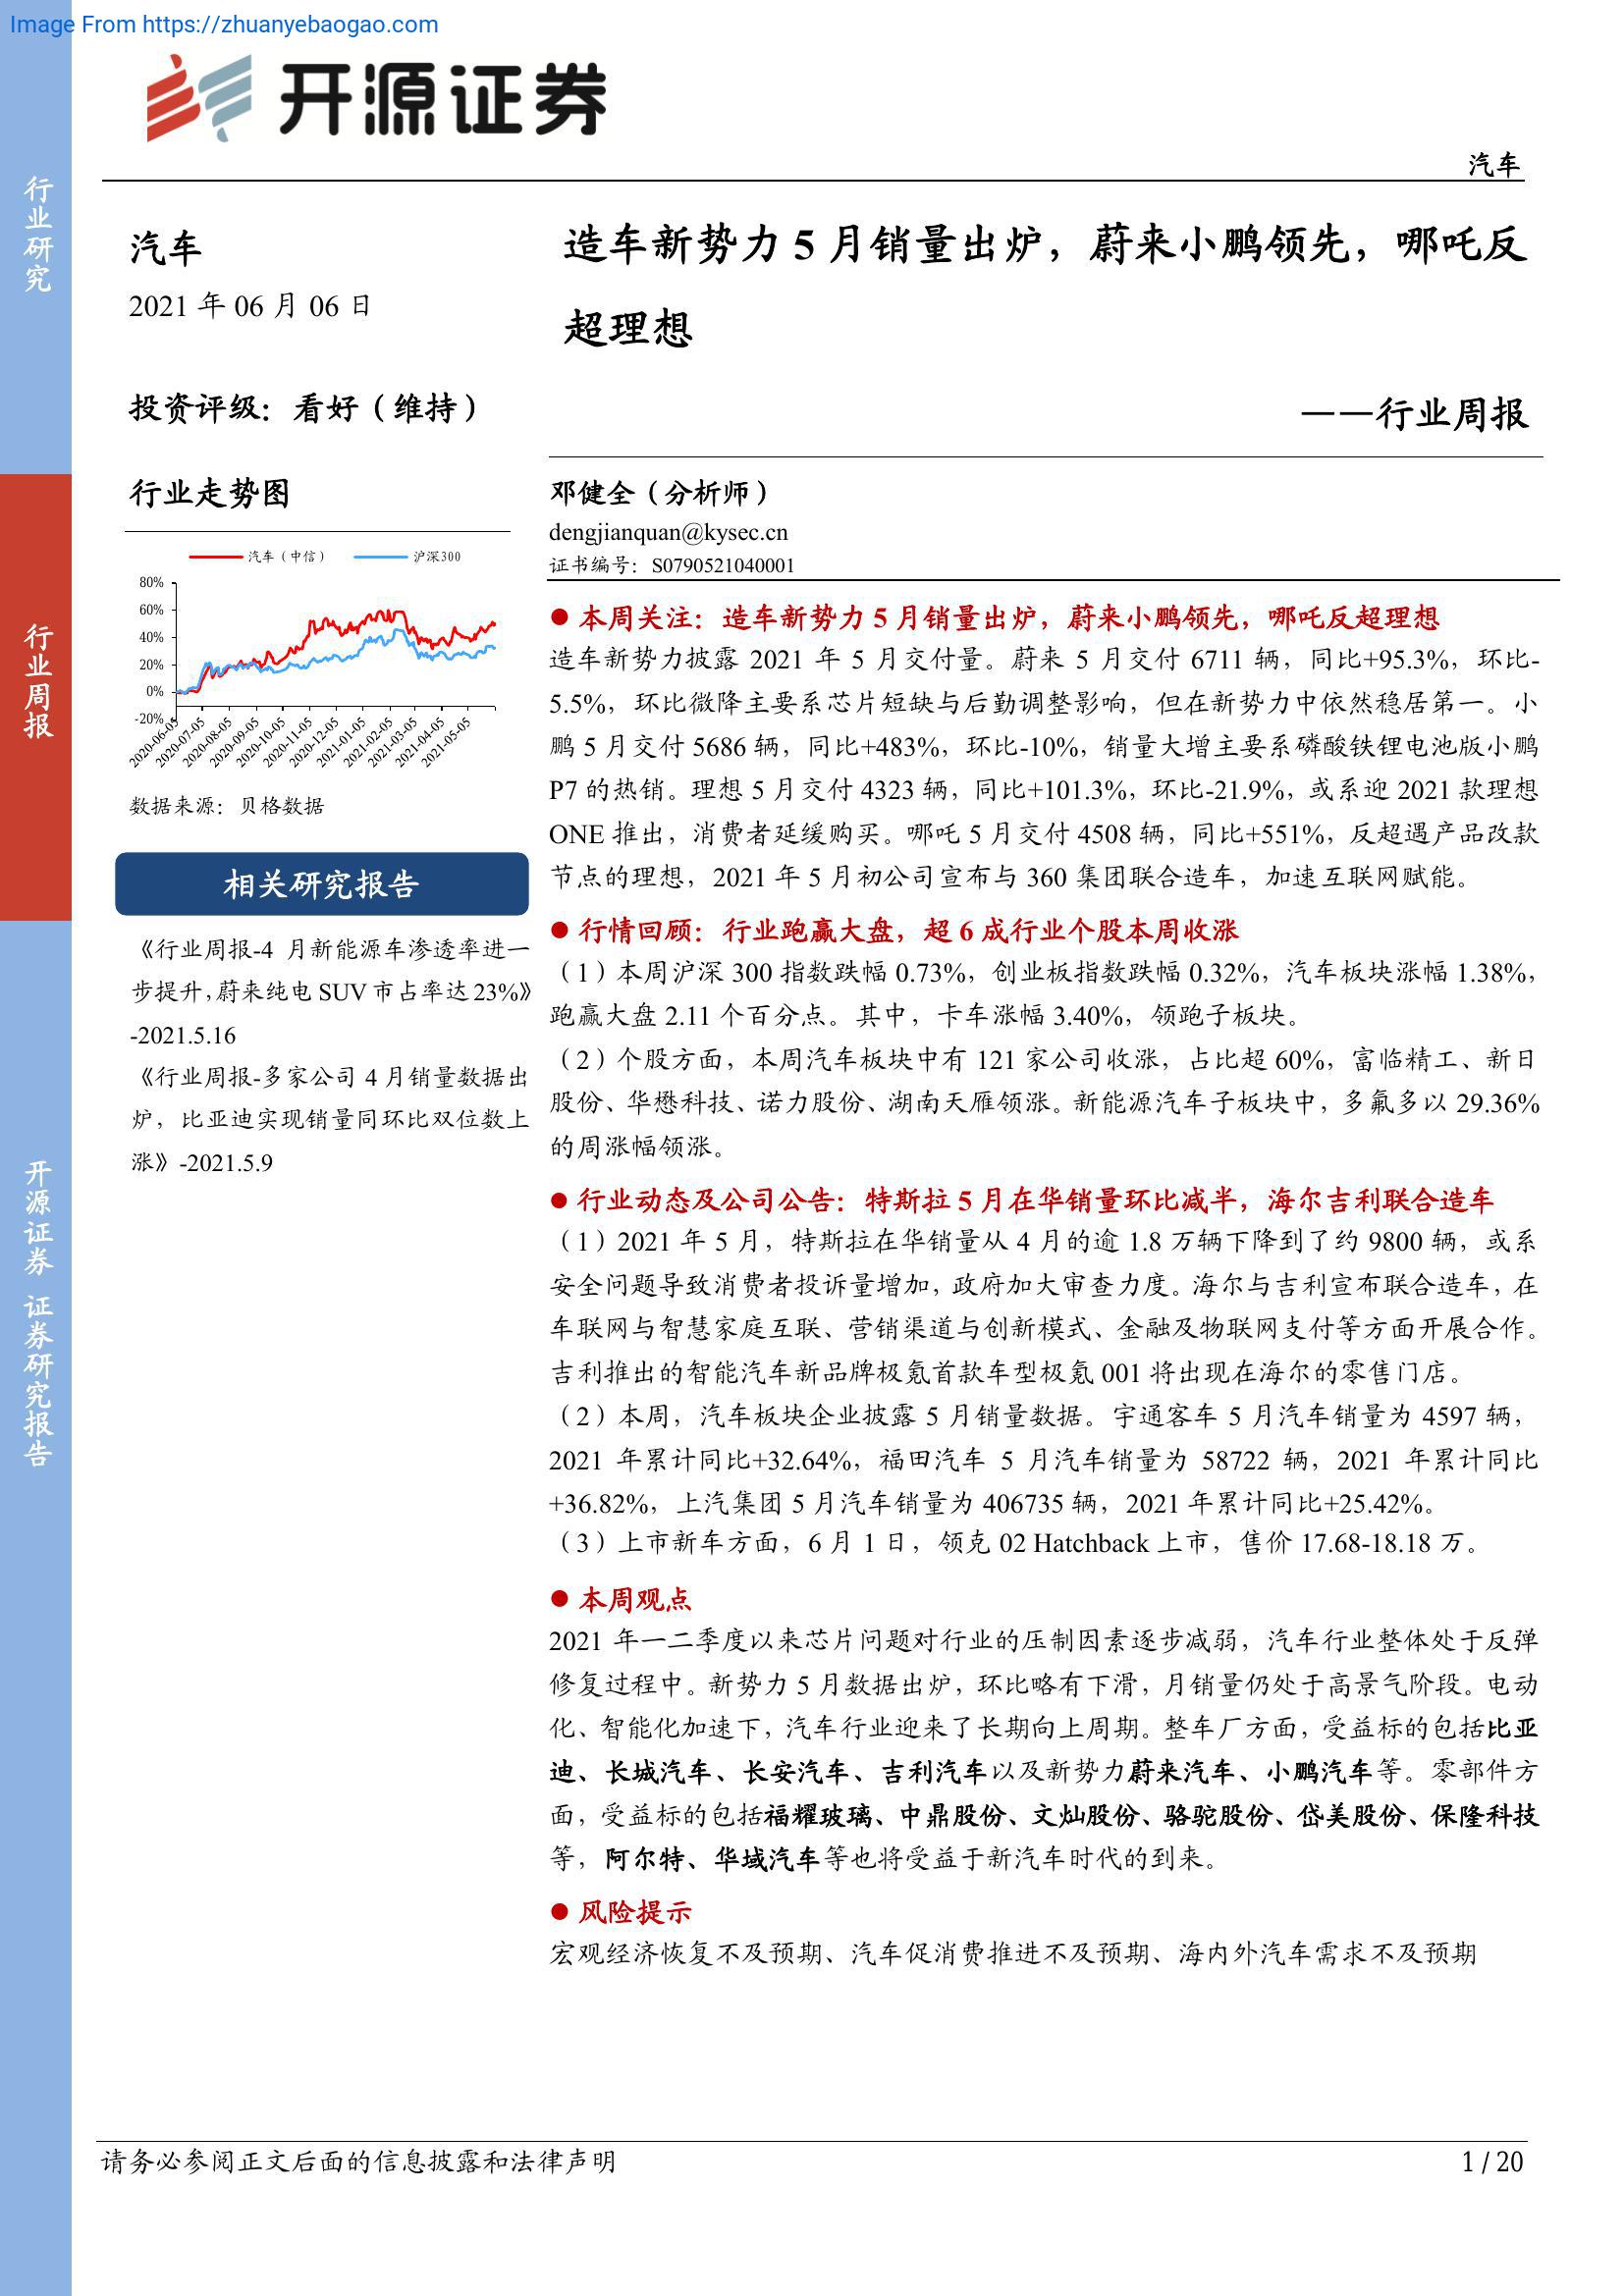 Image From https://zhuanyebaogao.com
开源证券
汽车
行业研究
行业周报
开源证券 证券研究报告
汽车
2021 年 06 月 06 日
投资评级：看好（维持）
行业走势图
汽车（中信） 沪深300
80%
60%
40%
20%
0%
-20%
2020-06-05
2020-07-05
2020-08-05
2020-09-05
2020-10-05
2020-11-05
2020-12-05
2021-01-05
2021-02-05
2021-03-05
2021-04-05
2021-05-05
数据来源：贝格数据
相关研究报告
《行业周报-4 月新能源车渗透率进一
步提升，蔚来纯电 SUV 市占率达 23%》
-2021.5.16
《行业周报-多家公司 4 月销量数据出
炉，比亚迪实现销量同环比双位数上
涨》-2021.5.9
造车新势力 5 月销量出炉，蔚来小鹏领先，哪吒反
超理想
——行业周报
邓健全（分析师）
dengjianquan@kysec.cn
证书编号：S0790521040001
● 本周关注：造车新势力 5 月销量出炉，蔚来小鹏领先，哪吒反超理想
造车新势力披露 2021 年 5 月交付量。蔚来 5 月交付 6711 辆，同比+95.3%，环比-
5.5%，环比微降主要系芯片短缺与后勤调整影响，但在新势力中依然稳居第一。小
鹏 5 月交付 5686 辆，同比+483%，环比-10%，销量大增主要系磷酸铁锂电池版小鹏
P7 的热销。理想 5 月交付 4323 辆，同比+101.3%，环比-21.9%，或系迎 2021 款理想
ONE 推出，消费者延缓购买。哪吒 5 月交付 4508 辆，同比+551%，反超遇产品改款
节点的理想，2021 年 5 月初公司宣布与 360 集团联合造车，加速互联网赋能。
● 行情回顾：行业跑赢大盘，超 6 成行业个股本周收涨
（1）本周沪深 300 指数跌幅 0.73%，创业板指数跌幅 0.32%，汽车板块涨幅 1.38%，
跑赢大盘 2.11 个百分点。其中，卡车涨幅 3.40%，领跑子板块。
（2）个股方面，本周汽车板块中有 121 家公司收涨，占比超 60%，富临精工、新日
股份、华懋科技、诺力股份、湖南天雁领涨。新能源汽车子板块中，多氟多以 29.36%
的周涨幅领涨。
● 行业动态及公司公告：特斯拉 5 月在华销量环比减半，海尔吉利联合造车
（1）2021 年 5 月，特斯拉在华销量从 4 月的逾 1.8 万辆下降到了约 9800 辆，或系
安全问题导致消费者投诉量增加，政府加大审查力度。海尔与吉利宣布联合造车，在
车联网与智慧家庭互联、营销渠道与创新模式、金融及物联网支付等方面开展合作。
吉利推出的智能汽车新品牌极氪首款车型极氪 001 将出现在海尔的零售门店。
（2）本周，汽车板块企业披露 5 月销量数据。宇通客车 5 月汽车销量为 4597 辆，
2021 年累计同比+32.64%，福田汽车 5 月汽车销量为 58722 辆，2021 年累计同比
+36.82%，上汽集团 5 月汽车销量为 406735 辆，2021 年累计同比+25.42%。
（3）上市新车方面，6 月 1 日，领克 02 Hatchback 上市，售价 17.68-18.18 万。
● 本周观点
2021 年一二季度以来芯片问题对行业的压制因素逐步减弱，汽车行业整体处于反弹
修复过程中。新势力 5 月数据出炉，环比略有下滑，月销量仍处于高景气阶段。电动
化、智能化加速下，汽车行业迎来了长期向上周期。整车厂方面，受益标的包括比亚
迪、长城汽车、长安汽车、吉利汽车以及新势力蔚来汽车、小鹏汽车等。零部件方
面，受益标的包括福耀玻璃、中鼎股份、文灿股份、骆驼股份、岱美股份、保隆科技
等，阿尔特、华域汽车等也将受益于新汽车时代的到来。
● 风险提示
宏观经济恢复不及预期、汽车促消费推进不及预期、海内外汽车需求不及预期
请务必参阅正文后面的信息披露和法律声明
1 / 20